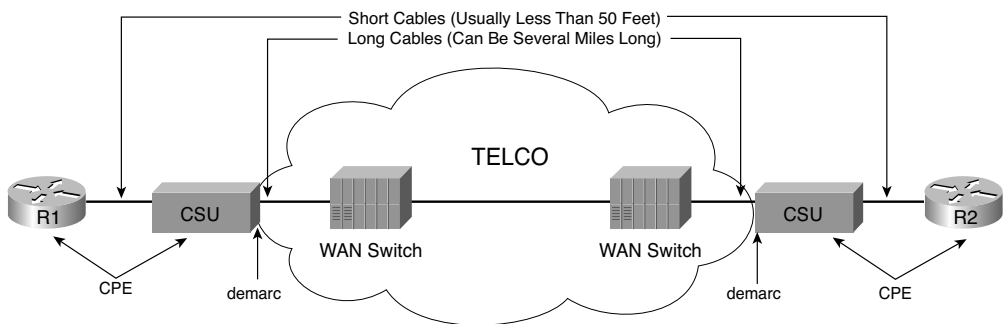 Short Cables (Usually Less Than 50 Feet)
Long Cables (Can Be Several Miles Long)
TELCO
R1
CSU
WAN Switch
WAN Switch
CSU
R2
CPE
demarc
demarc
CPE